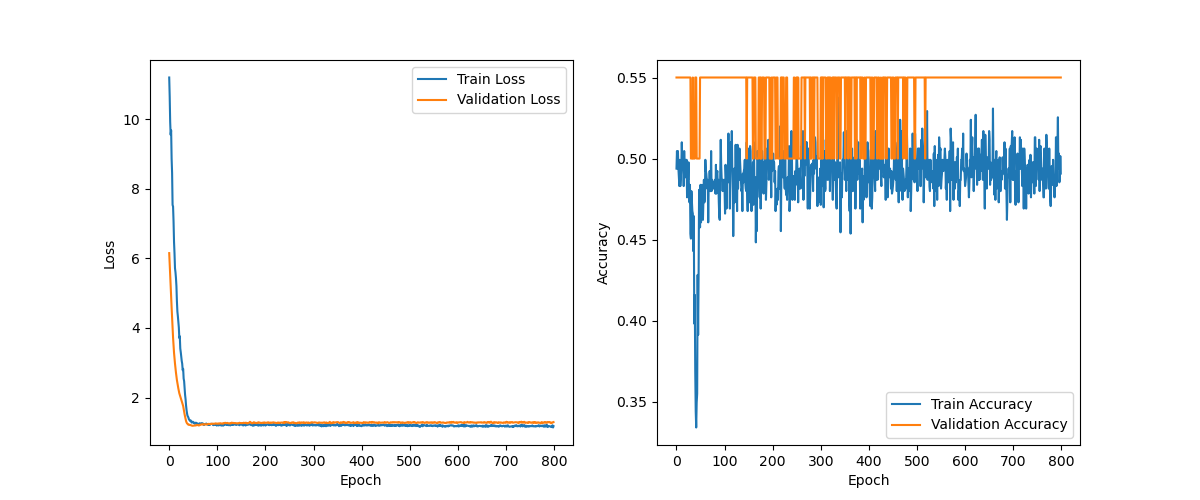 Train Loss
Validation Loss
10
8
6
4
2
Loss
0 100 200 300 400 500 600 700 800
Epoch
0.55
0.50
0.45
0.40
0.35
Accuracy
Train Accuracy
Validation Accuracy
0 100 200 300 400 500 600 700 800
Epoch